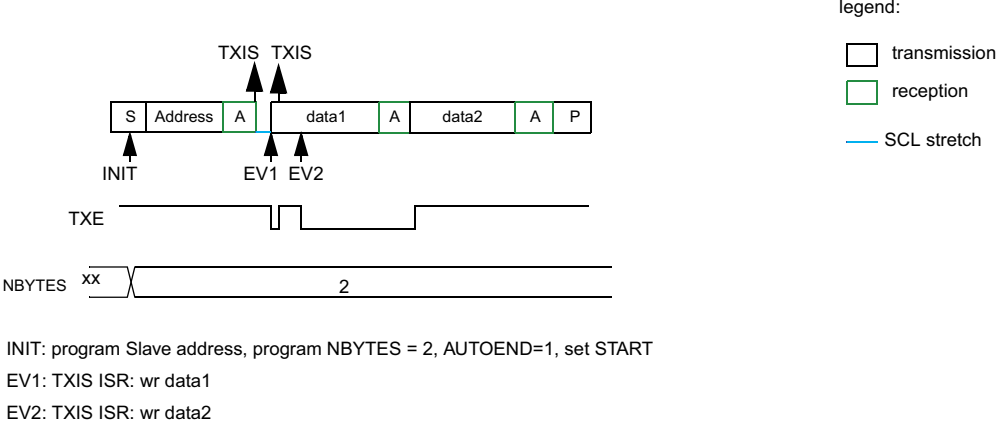 legend:
transmission
reception
SCL stretch
TXIS TXIS
S Address A data1 A data2 A P
INIT EV1 EV2
TXE
NBYTES xx 2
INIT: program Slave address, program NBYTES = 2, AUTOEND=1, set START
EV1: TXIS ISR: wr data1
EV2: TXIS ISR: wr data2